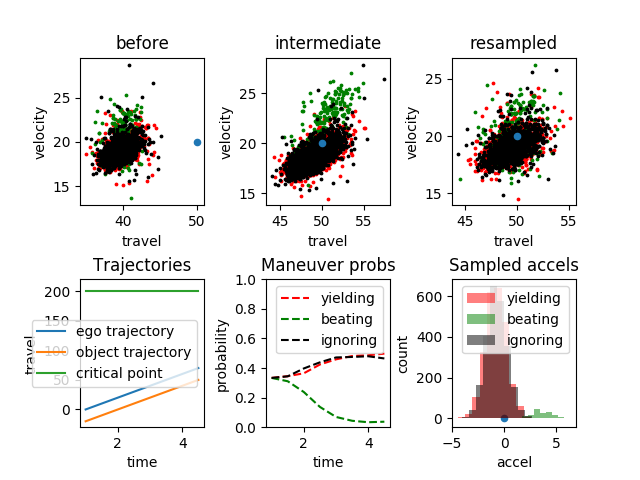 before
intermediate
resampled
velocity
25
20
15
40
50
travel
velocity
25
20
15
45
50
55
travel
velocity
25
20
15
45
50
55
travel
Trajectories
Maneuver probs
Sampled accels
travel
200
150
100
50
0
ego trajectory
object trajectory
critical point
2
4
time
probability
1.0
0.8
0.6
0.4
0.2
0.0
yielding
beating
ignoring
2
4
time
count
600
400
200
0
yielding
beating
ignoring
−5
0
5
accel